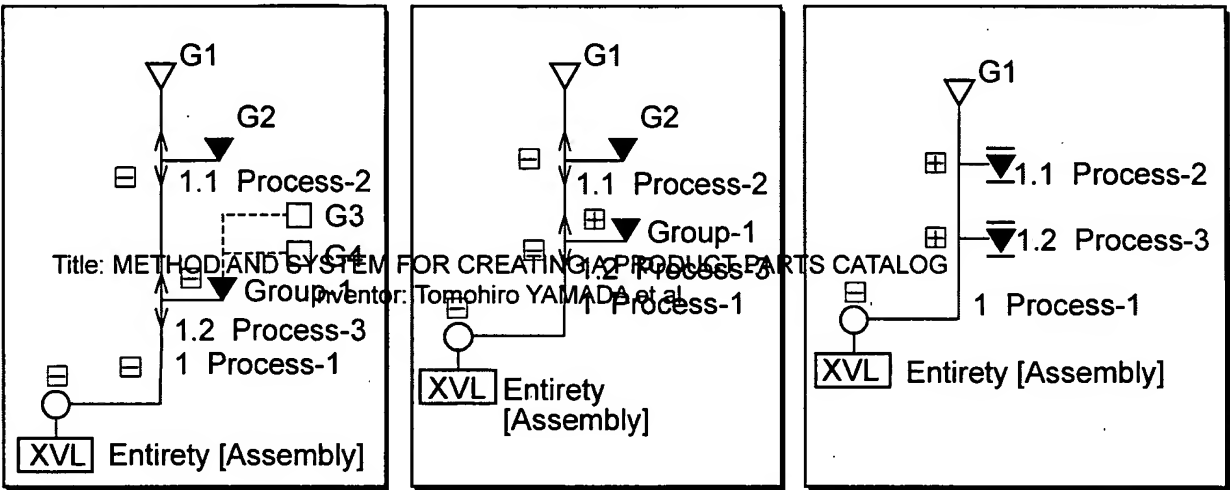 G1
G2
1.1 Process-2
G3
G4
Group-1
1.2 Process-3
1 Process-1
XVL Entirety [Assembly]
G1
G2
1.1 Process-2
Group-1
1.2 Process-3
1 Process-1
XVL Entirety
[Assembly]
G1
1.1 Process-2
1.2 Process-3
1 Process-1
XVL Entirety [Assembly]
Title: METHOD AND SYSTEM FOR CREATING A PRODUCT PARTS CATALOG
Inventor: Tomohiro YAMADA et al